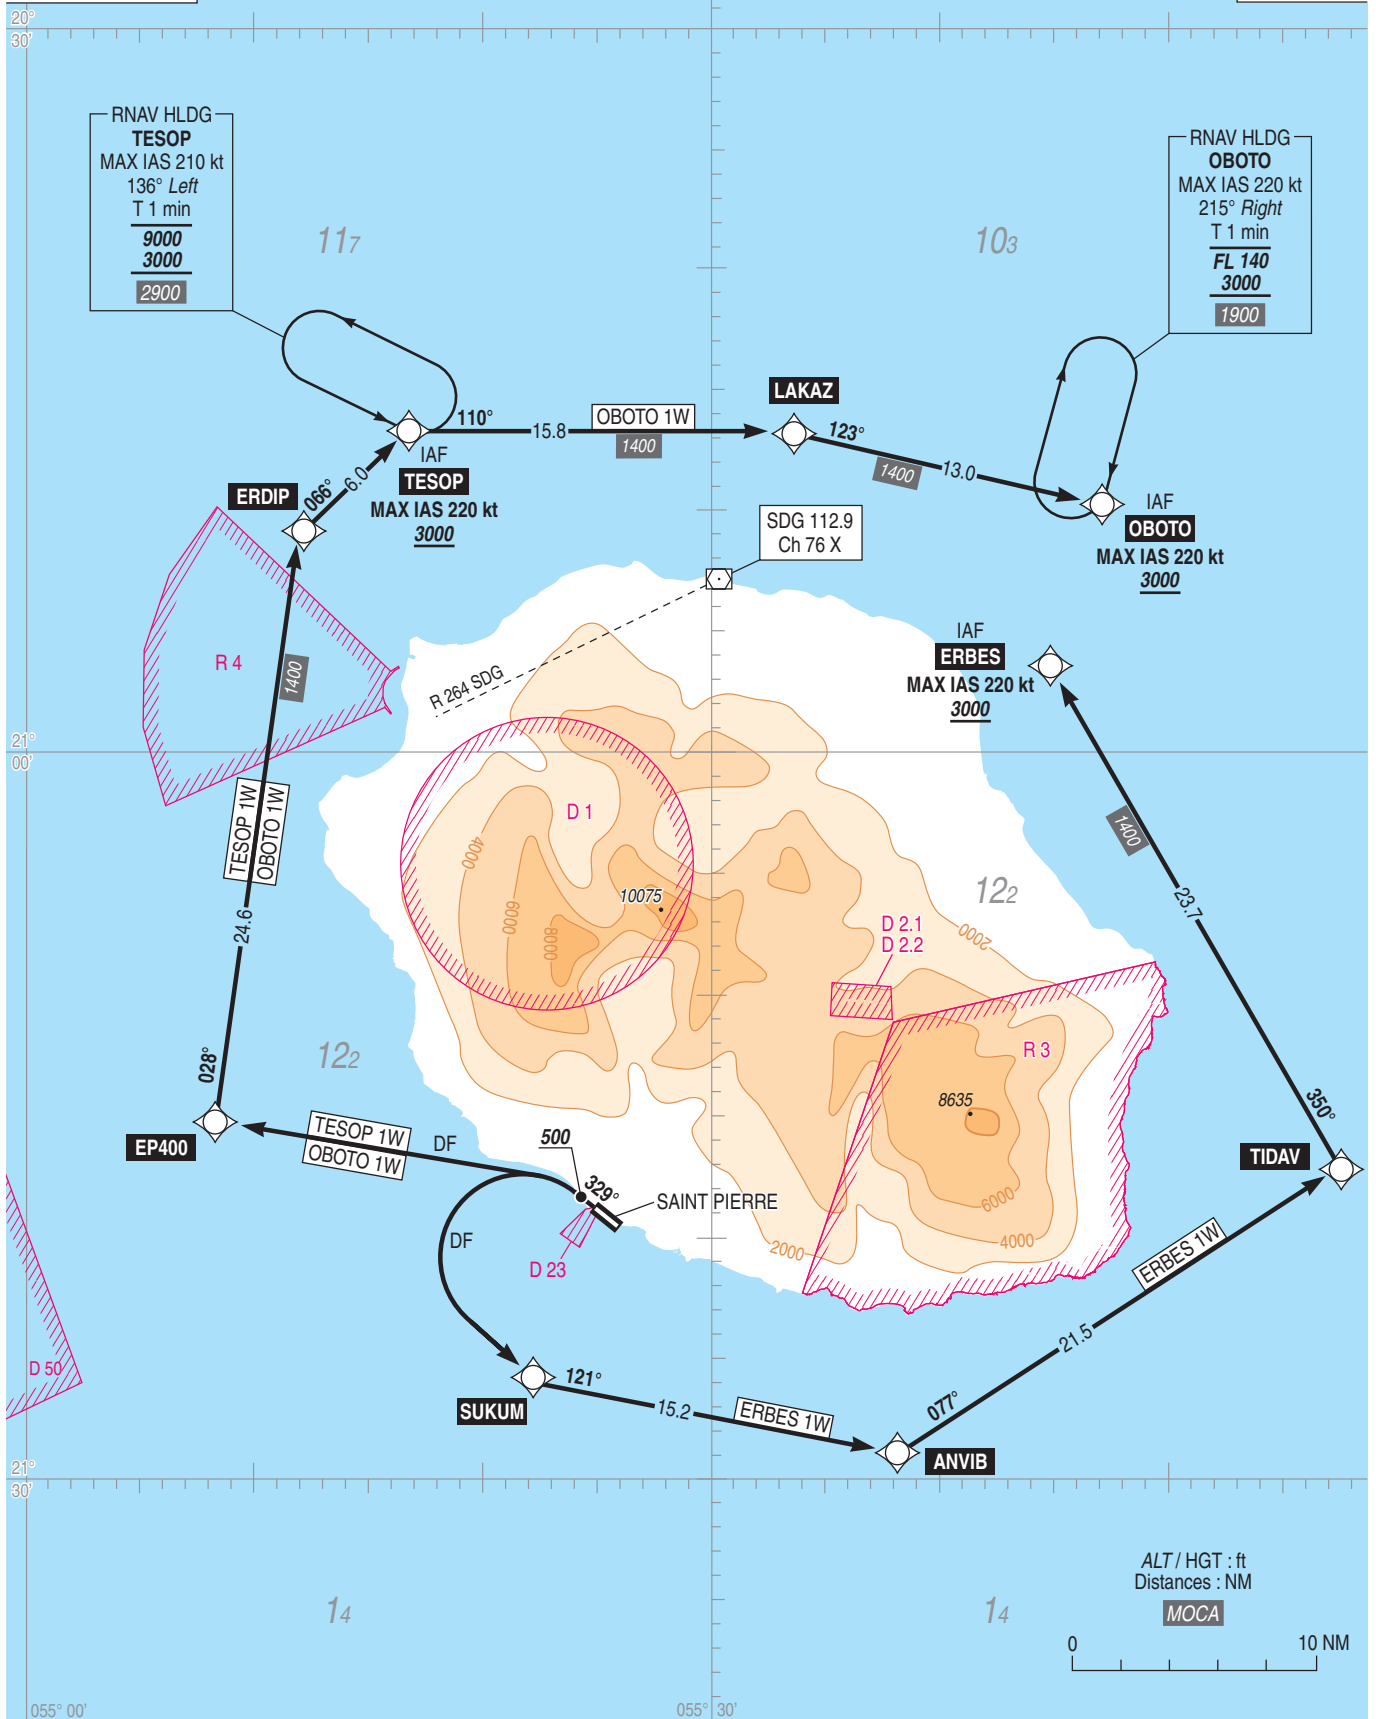 20°
30'
RNAV HLDG
TESOP
MAX IAS 210 kt
136° Left
T 1 min
9000
3000
2900
RNAV HLDG
OBOTO
MAX IAS 220 kt
215° Right
T 1 min
FL 140
3000
1900
117
103
LAKAZ
110°
15.8
OBOTO 1W
1400
123°
1400
13.0
IAF
TESOP
MAX IAS 220 kt
3000
ERDIP
066°
6.0
IAF
OBOTO
MAX IAS 220 kt
3000
SDG 112.9
Ch 76 X
IAF
ERBES
MAX IAS 220 kt
3000
R 4
1400
R 264 SDG
21°
00'
TESOP 1W
OBOTO 1W
D 1
4000
6000
8000
10075
1400
122
23.7
D 2.1
D 2.2
2000
24.6
R 3
122
028°
8635
350°
EP400
TESOP 1W
OBOTO 1W
DF
500
329°
SAINT PIERRE
TIDAV
6000
4000
2000
DF
D 23
ERBES 1W
21.5
D 50
SUKUM
121°
15.2
ERBES 1W
077°
ANVIB
21°
30'
ALT / HGT : ft
Distances : NM
MOCA
14
14
0
10 NM
055° 00'
055° 30'